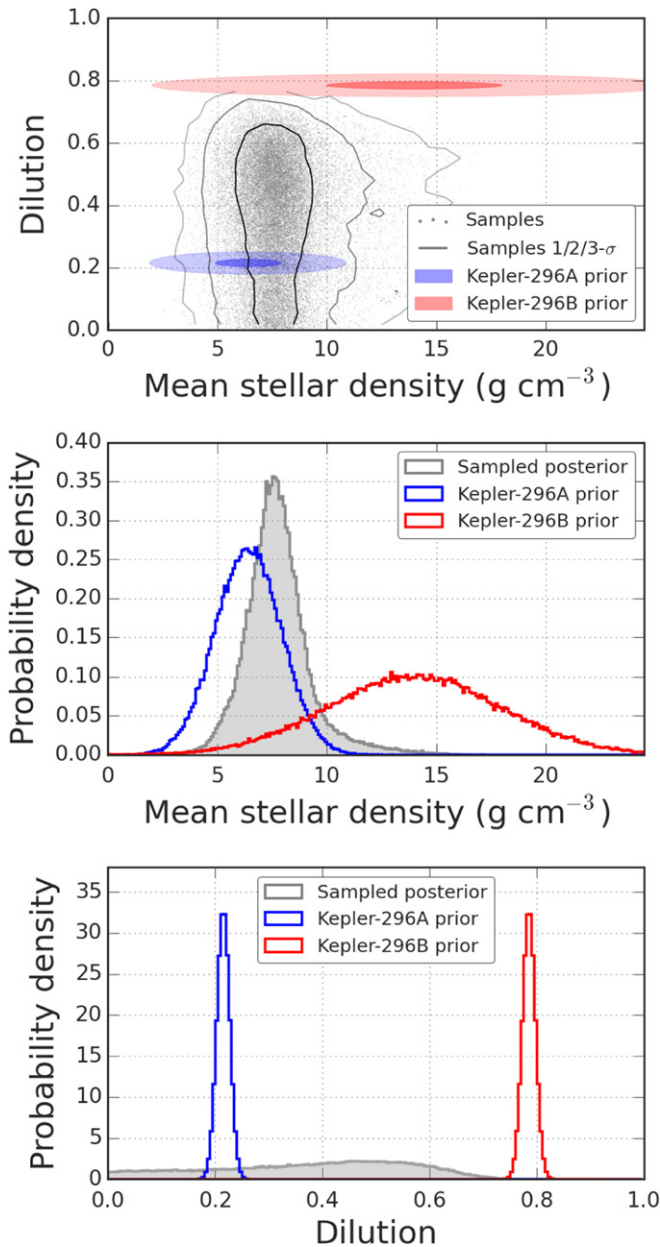 1.0
0.8
0.6
0.4
0.2
0.0
Dilution
Samples
Samples 1/2/3-σ
Kepler-296A prior
Kepler-296B prior
0 5 10 15 20
Mean stellar density (g cm⁻³)
0.40
0.35
0.30
0.25
0.20
0.15
0.10
0.05
0.00
Probability density
Sampled posterior
Kepler-296A prior
Kepler-296B prior
0 5 10 15 20
Mean stellar density (g cm⁻³)
35
30
25
20
15
10
5
0
Probability density
Sampled posterior
Kepler-296A prior
Kepler-296B prior
0.0 0.2 0.4 0.6 0.8 1.0
Dilution